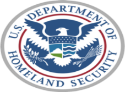 U.S. DEPARTMENT OF
HOMELAND SECURITY